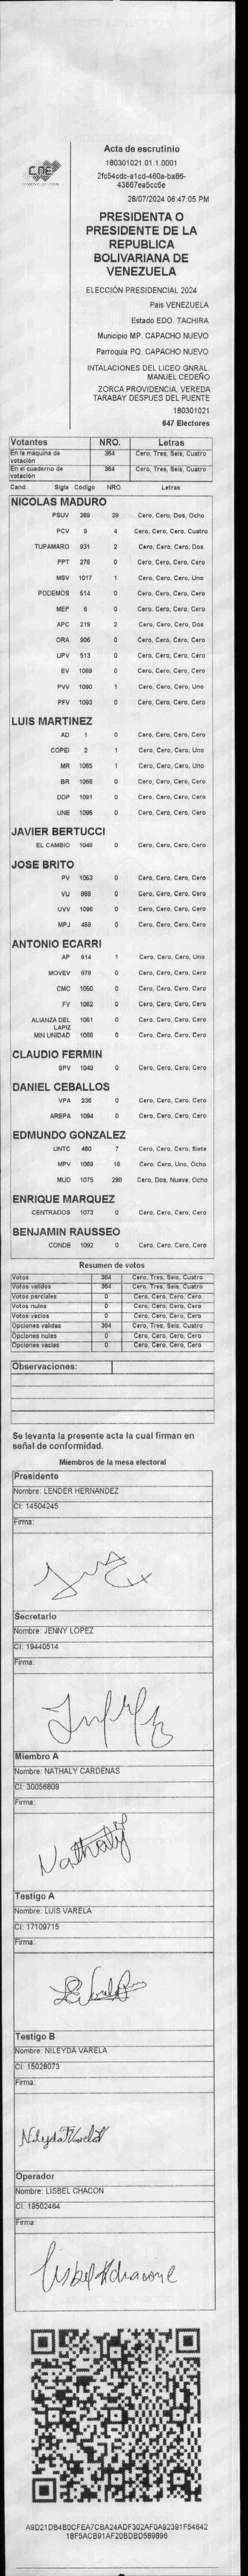 CNE
Acta de escrutinio
180301021.01.1.0001
2fc54cdc-a1cd-460a-ba86-
43667ea5cc6e
28/07/2024 06:47:05 PM
PRESIDENTA O
PRESIDENTE DE LA
REPUBLICA
BOLIVARIANA DE
VENEZUELA
ELECCIÓN PRESIDENCIAL 2024
Pais VENEZUELA
Estado EDO. TACHIRA
Municipio MP. CAPACHO NUEVO
Parroquia PQ. CAPACHO NUEVO
INTALACIONES DEL LICEO GNRAL.
MANUEL CEDEÑO
ZORCA PROVIDENCIA, VEREDA
TARABAY DESPUES DEL PUENTE
180301021
647 Electores
Votantes NRO. Letras
En la máquina de votación 364 Cero, Tres, Seis, Cuatro
En el cuaderno de votación 364 Cero, Tres, Seis, Cuatro
Cand. Sigla Código NRO. Letras
NICOLAS MADURO
PSUV 269 28 Cero, Cero, Dos, Ocho
PCV 9 4 Cero, Cero, Cero, Cuatro
TUPAMARO 931 2 Cero, Cero, Cero, Dos
PPT 276 0 Cero, Cero, Cero, Cero
MSV 1017 1 Cero, Cero, Cero, Uno
PODEMOS 514 0 Cero, Cero, Cero, Cero
MEP 6 0 Cero, Cero, Cero, Cero
APC 219 2 Cero, Cero, Cero, Dos
ORA 906 0 Cero, Cero, Cero, Cero
UPV 513 0 Cero, Cero, Cero, Cero
EV 1089 0 Cero, Cero, Cero, Cero
PVV 1090 1 Cero, Cero, Cero, Uno
PFV 1093 0 Cero, Cero, Cero, Cero
LUIS MARTINEZ
AD 1 0 Cero, Cero, Cero, Cero
COPEI 2 1 Cero, Cero, Cero, Uno
MR 1065 1 Cero, Cero, Cero, Uno
BR 1066 0 Cero, Cero, Cero, Cero
DDP 1091 0 Cero, Cero, Cero, Cero
UNE 1095 0 Cero, Cero, Cero, Cero
JAVIER BERTUCCI
EL CAMBIO 1048 0 Cero, Cero, Cero, Cero
JOSE BRITO
PV 1053 0 Cero, Cero, Cero, Cero
VU 868 0 Cero, Cero, Cero, Cero
UVV 1096 0 Cero, Cero, Cero, Cero
MPJ 458 0 Cero, Cero, Cero, Cero
ANTONIO ECARRI
AP 914 1 Cero, Cero, Cero, Uno
MOVEV 979 0 Cero, Cero, Cero, Cero
CMC 1050 0 Cero, Cero, Cero, Cero
FV 1062 0 Cero, Cero, Cero, Cero
ALIANZA DEL LAPIZ 1051 0 Cero, Cero, Cero, Cero
MIN UNIDAD 1088 0 Cero, Cero, Cero, Cero
CLAUDIO FERMIN
SPV 1049 0 Cero, Cero, Cero, Cero
DANIEL CEBALLOS
VPA 236 0 Cero, Cero, Cero, Cero
AREPA 1094 0 Cero, Cero, Cero, Cero
EDMUNDO GONZALEZ
UNTC 460 7 Cero, Cero, Cero, Siete
MPV 1069 18 Cero, Cero, Uno, Ocho
MUD 1075 298 Cero, Dos, Nueve, Ocho
ENRIQUE MARQUEZ
CENTRADOS 1073 0 Cero, Cero, Cero, Cero
BENJAMIN RAUSSEO
CONDE 1092 0 Cero, Cero, Cero, Cero
Resumen de votos
Votos 364 Cero, Tres, Seis, Cuatro
Votos validos 364 Cero, Tres, Seis, Cuatro
Votos parciales 0 Cero, Cero, Cero, Cero
Votos nulos 0 Cero, Cero, Cero, Cero
Votos vacios 0 Cero, Cero, Cero, Cero
Opciones validas 364 Cero, Tres, Seis, Cuatro
Opciones nulas 0 Cero, Cero, Cero, Cero
Opciones vacias 0 Cero, Cero, Cero, Cero
Observaciones:
Se levanta la presente acta la cual firman en
señal de conformidad.
Miembros de la mesa electoral
Presidente
Nombre: LENDER HERNANDEZ
CI: 14504245
Firma:
Secretario
Nombre: JENNY LOPEZ
CI: 19440514
Firma:
Miembro A
Nombre: NATHALY CARDENAS
CI: 30056609
Firma:
Nathaly
Testigo A
Nombre: LUIS VARELA
CI: 17109715
Firma:
Testigo B
Nombre: NILEYDA VARELA
CI: 15028073
Firma:
Operador
Nombre: LISBEL CHACON
CI: 19502464
Firma:
A9D21DB4B0CFEA7CBA24ADF302AF0A92391F54642
18F5ACB91AF20BDBD589896